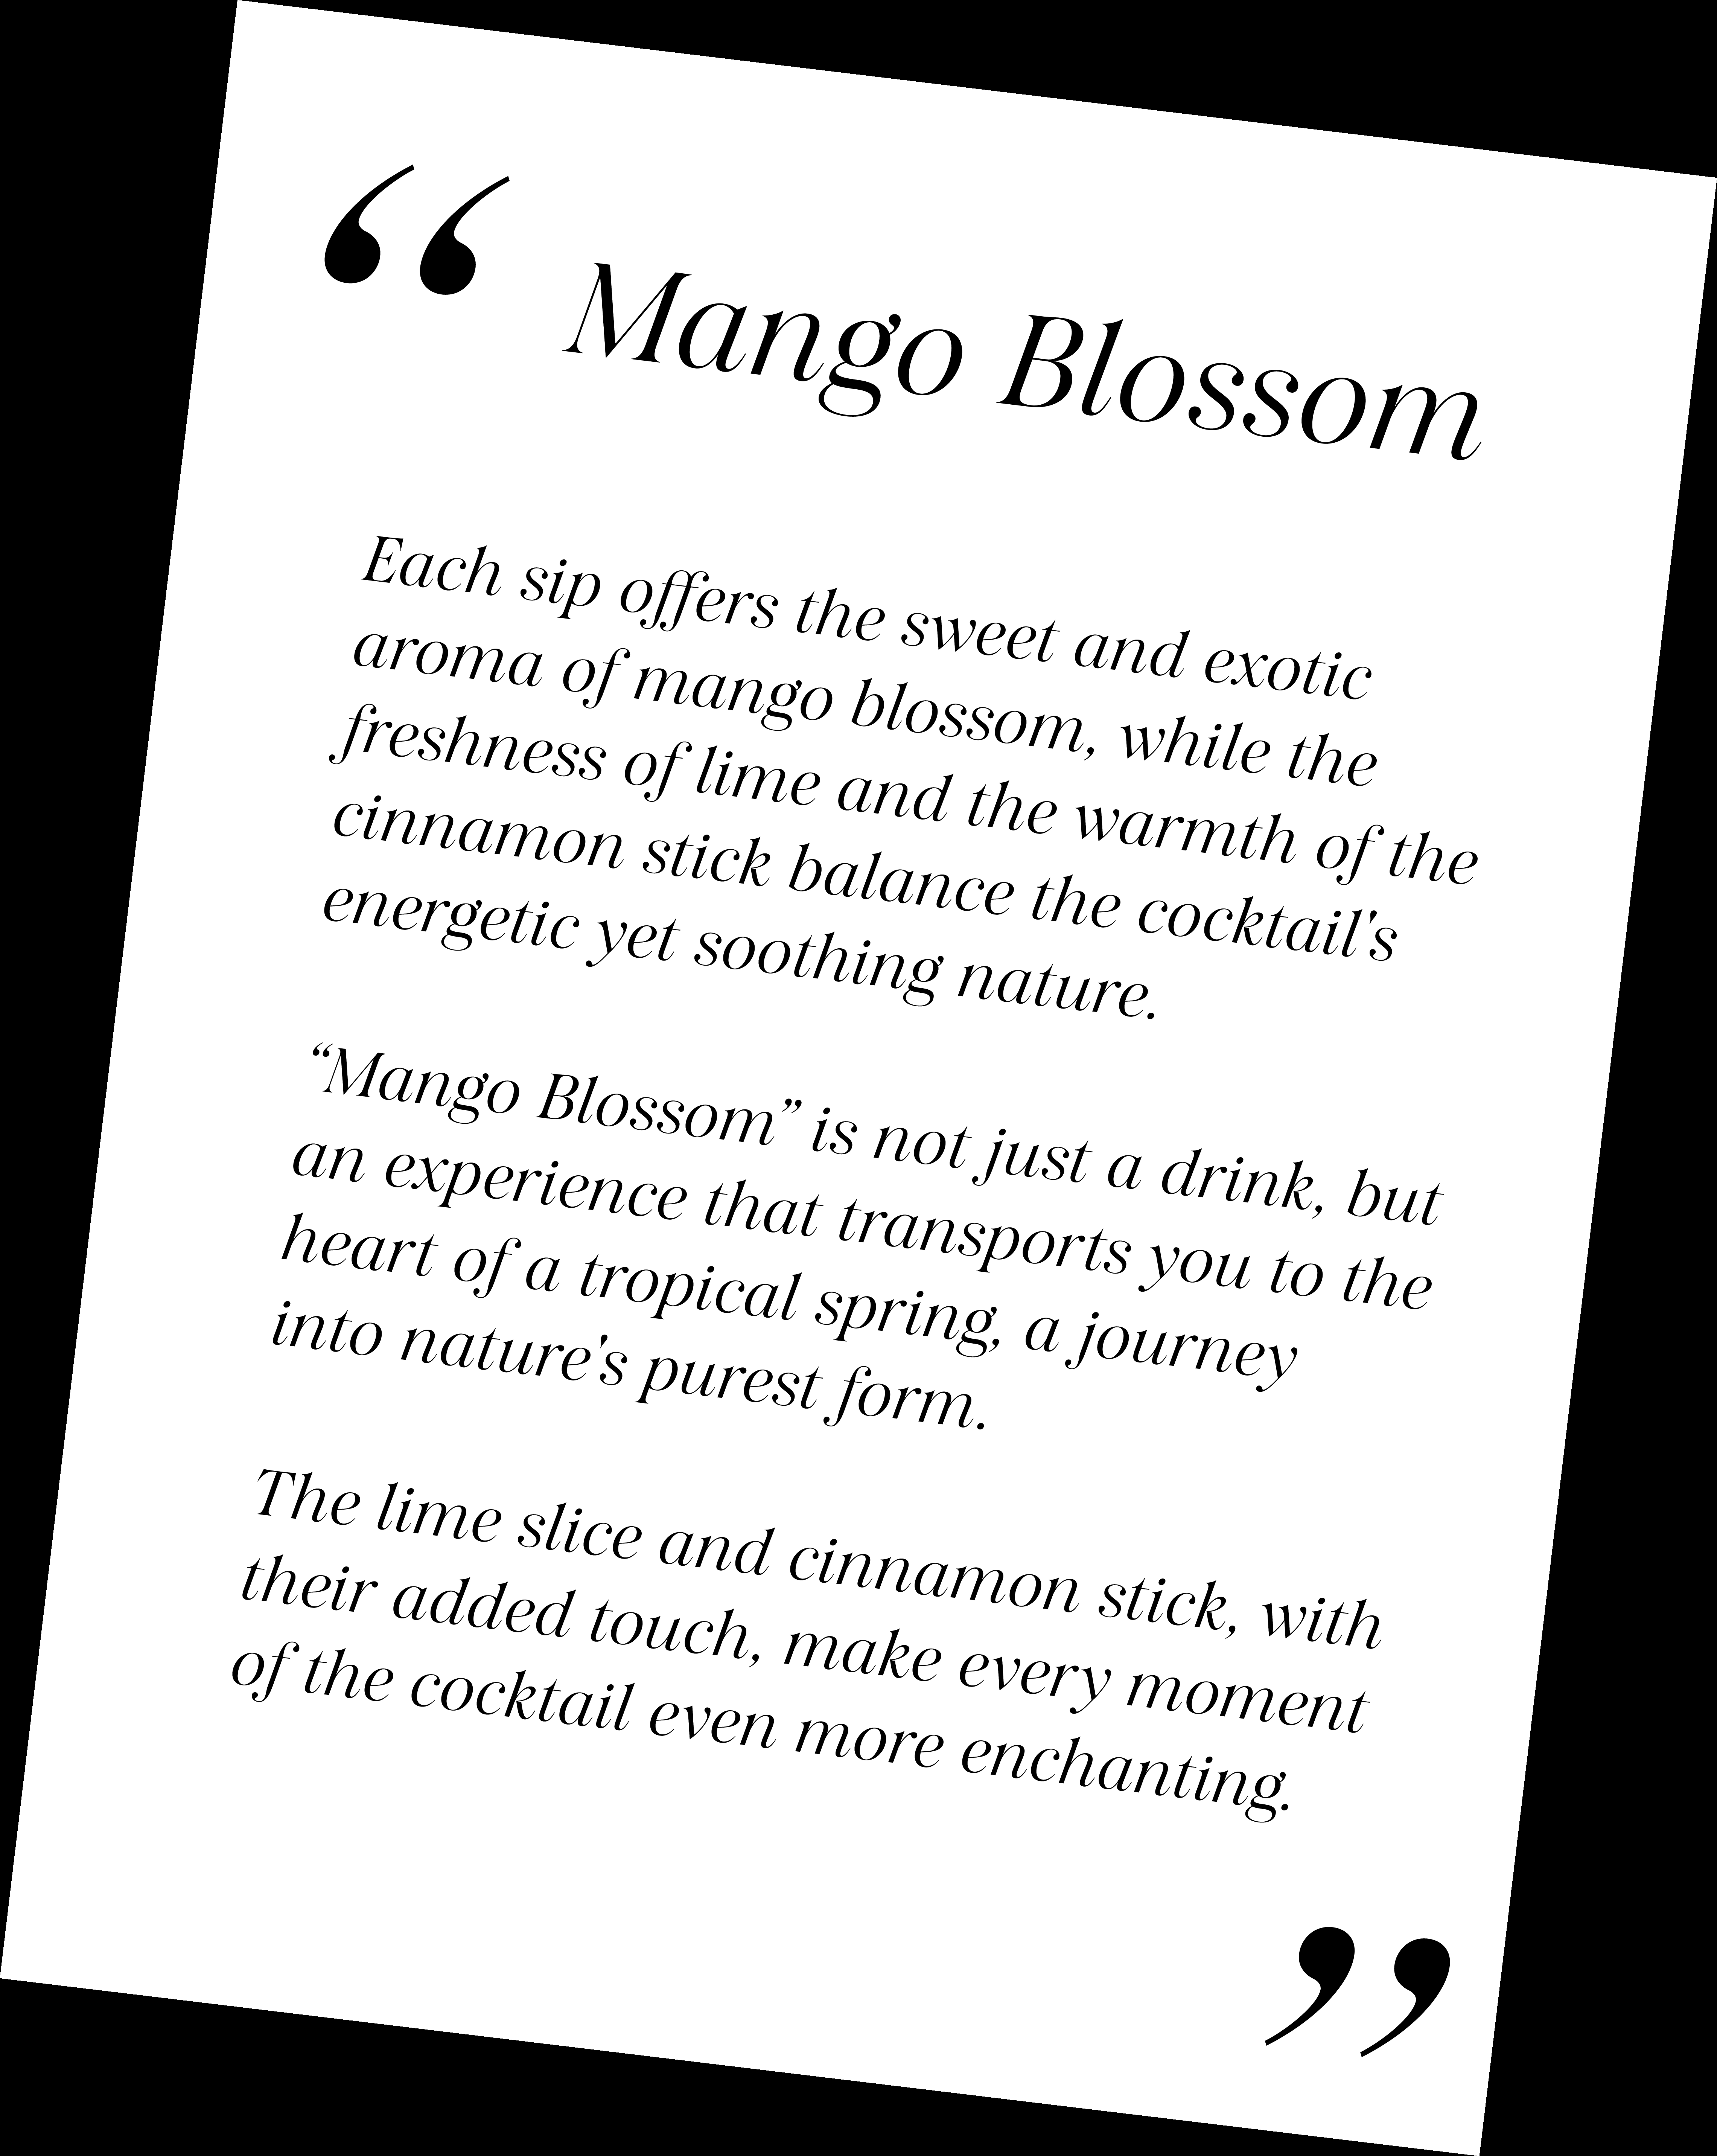 “
Mango Blossom
Each sip offers the sweet and exotic
aroma of mango blossom, while the
freshness of lime and the warmth of the
cinnamon stick balance the cocktail's
energetic yet soothing nature.
“Mango Blossom” is not just a drink, but
an experience that transports you to the
heart of a tropical spring, a journey
into nature's purest form.
The lime slice and cinnamon stick, with
their added touch, make every moment
of the cocktail even more enchanting.
”